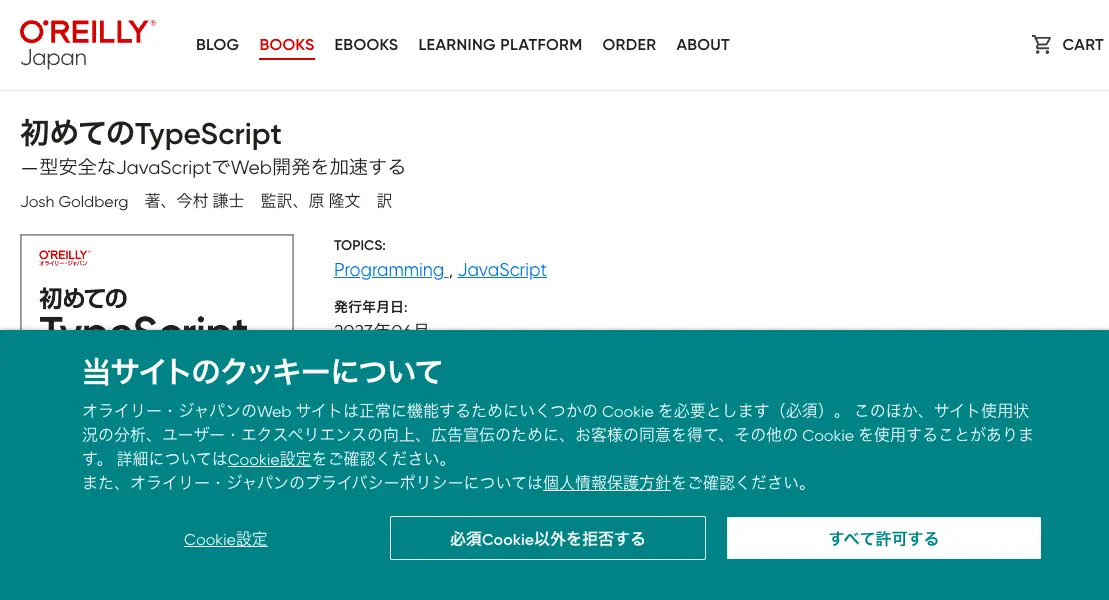 O'REILLY®
Japan
BLOG BOOKS EBOOKS LEARNING PLATFORM ORDER ABOUT CART
初めてのTypeScript
―型安全なJavaScriptでWeb開発を加速する
Josh Goldberg 著、今村 謙士 監訳、原 隆文 訳
O'REILLY®
オライリー・ジャパン
初めての
TypeScript
TOPICS:
Programming , JavaScript
発行年月日:
2023年06月
当サイトのクッキーについて
オライリー・ジャパンのWeb サイトは正常に機能するためにいくつかの Cookie を必要とします（必須）。 このほか、サイト使用状
況の分析、ユーザー・エクスペリエンスの向上、広告宣伝のために、お客様の同意を得て、その他の Cookie を使用することがありま
す。 詳細についてはCookie設定をご確認ください。
また、オライリー・ジャパンのプライバシーポリシーについては個人情報保護方針をご確認ください。
Cookie設定 必須Cookie以外を拒否する すべて許可する